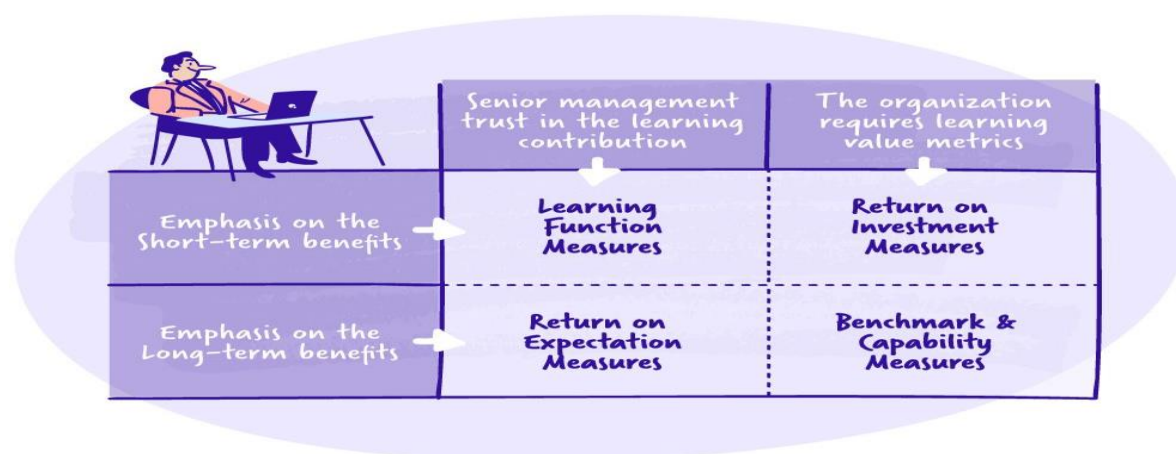 Senior management
trust in the learning
contribution
The organization
requires learning
value metrics
Emphasis on the
Short-term benefits
Learning
Function
Measures
Return on
Investment
Measures
Emphasis on the
Long-term benefits
Return on
Expectation
Measures
Benchmark &
Capability
Measures